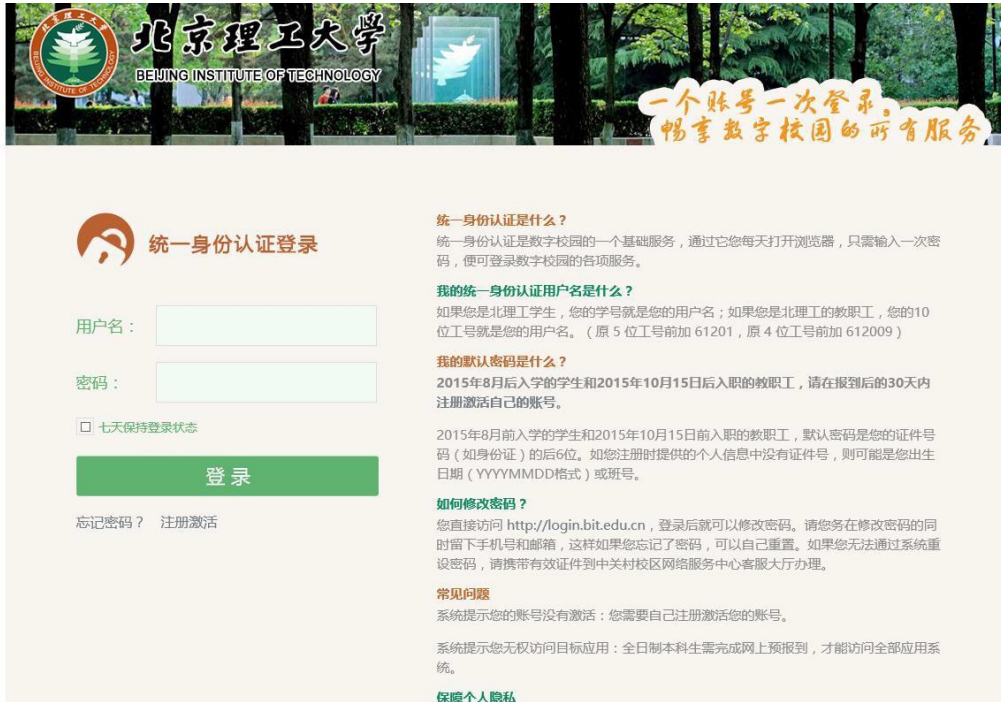 北京理工大学
BEIJING INSTITUTE OF TECHNOLOGY
北京理工大学
BEIJING INSTITUTE OF TECHNOLOGY
一个账号一次登录。
畅享数字校园的所有服务
统一身份认证登录
用户名：
密码：
七天保持登录状态
登 录
忘记密码？ 注册激活
统一身份认证是什么？
统一身份认证是数字校园的一个基础服务，通过它您每天打开浏览器，只需输入一次密
码，便可登录数字校园的各项服务。
我的统一身份认证用户名是什么？
如果您是北理工学生，您的学号就是您的用户名；如果您是北理工的教职工，您的10
位工号就是您的用户名。（原 5 位工号前加 61201，原 4 位工号前加 612009）
我的默认密码是什么？
2015年8月后入学的学生和2015年10月15日后入职的教职工，请在报到后的30天内
注册激活自己的账号。
2015年8月前入学的学生和2015年10月15日前入职的教职工，默认密码是您的证件号
码（如身份证）的后6位。如您注册时提供的个人信息中没有证件号，则可能是您出生
日期（YYYYMMDD格式）或班号。
如何修改密码？
您直接访问 http://login.bit.edu.cn，登录后就可以修改密码。请您务在修改密码的同
时留下手机号和邮箱，这样如果您忘记了密码，可以自己重置。如果您无法通过系统重
设密码，请携带有效证件到中关村校区网络服务中心客服大厅办理。
常见问题
系统提示您的账号没有激活：您需要自己注册激活您的账号。
系统提示您无权访问目标应用：全日制本科生需完成网上预报到，才能访问全部应用系
统。
保障个人隐私